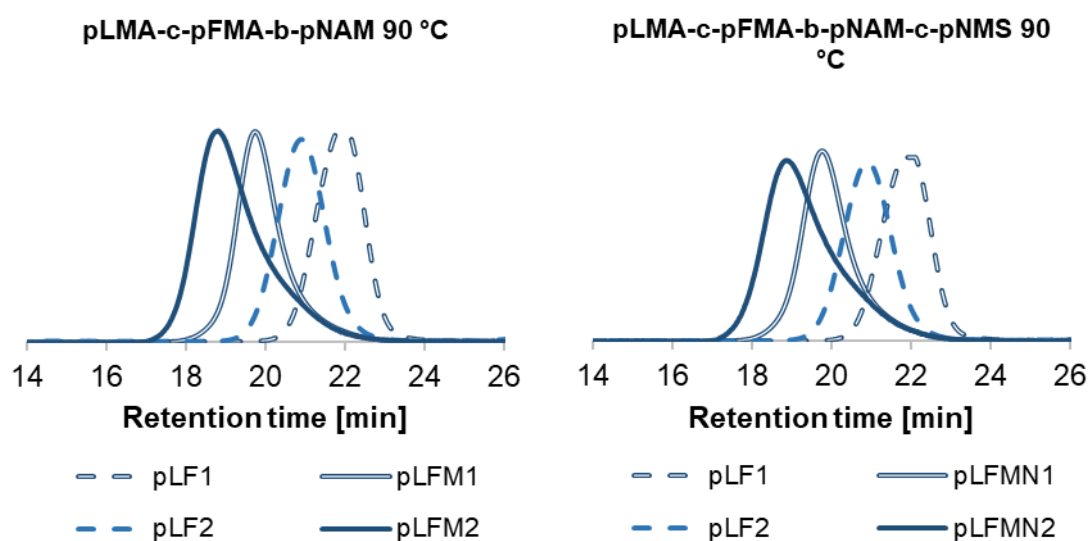 pLMA-c-pFMA-b-pNAM 90 °C
14 16 18 20 22 24 26
Retention time [min]
pLF1 pLFM1
pLF2 pLFM2
pLMA-c-pFMA-b-pNAM-c-pNMS 90
°C
14 16 18 20 22 24 26
Retention time [min]
pLF1 pLFMN1
pLF2 pLFMN2